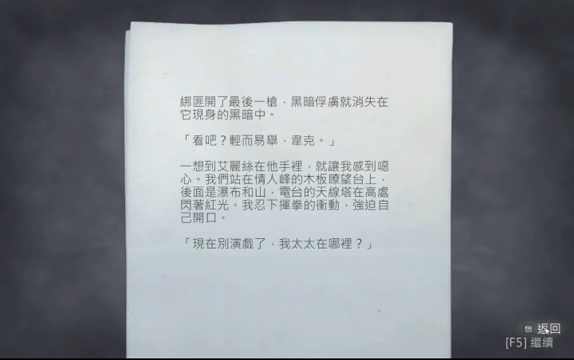 綁匪開了最後一槍，黑暗俘虜就消失在
它現身的黑暗中。
「看吧？輕而易舉，韋克。」
一想到艾麗絲在他手裡，就讓我感到噁
心。我們站在情人峰的木板瞭望台上，
後面是瀑布和山，電台的天線塔在高處
閃著紅光。我忍下揮拳的衝動，強迫自
己開口。
「現在別演戲了，我太太在哪裡？」
返回
[F5] 繼續